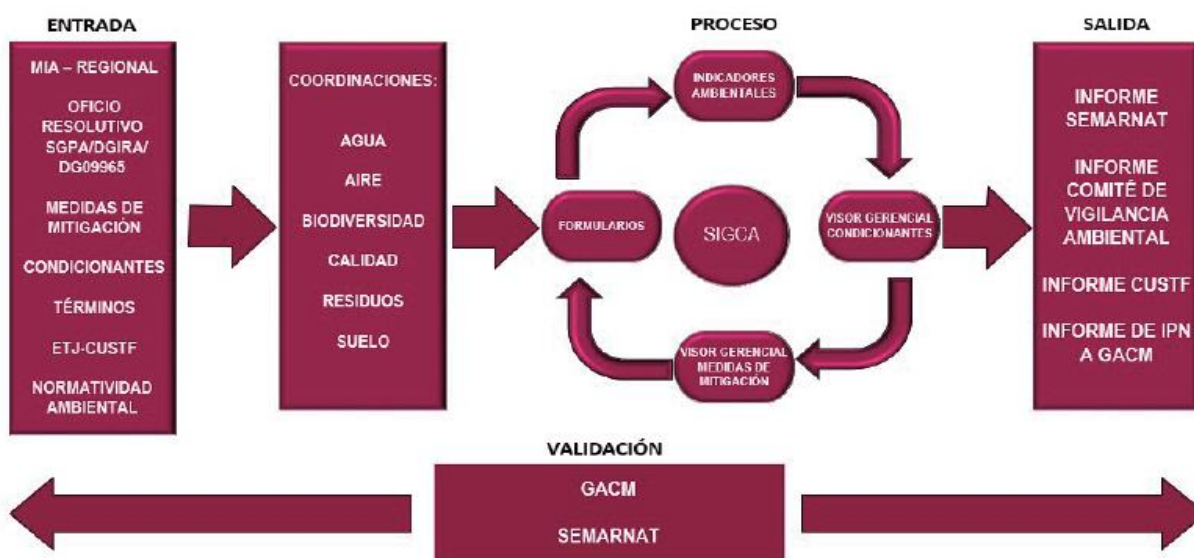 ENTRADA
MIA – REGIONAL
OFICIO
RESOLUTIVO
SGPA/DGIRA/
DG09965
MEDIDAS DE
MITIGACIÓN
CONDICIONANTES
TÉRMINOS
ETJ-CUSTF
NORMATIVIDAD
AMBIENTAL
COORDINACIONES:
AGUA
AIRE
BIODIVERSIDAD
CALIDAD
RESIDUOS
SUELO
PROCESO
INDICADORES
AMBIENTALES
FORMULARIOS
SIGCA
VISOR GERENCIAL
CONDICIONANTES
VISOR GERENCIAL
MEDIDAS DE
MITIGACIÓN
SALIDA
INFORME
SEMARNAT
INFORME
COMITÉ DE
VIGILANCIA
AMBIENTAL
INFORME CUSTF
INFORME DE IPN
A GACM
VALIDACIÓN
GACM
SEMARNAT